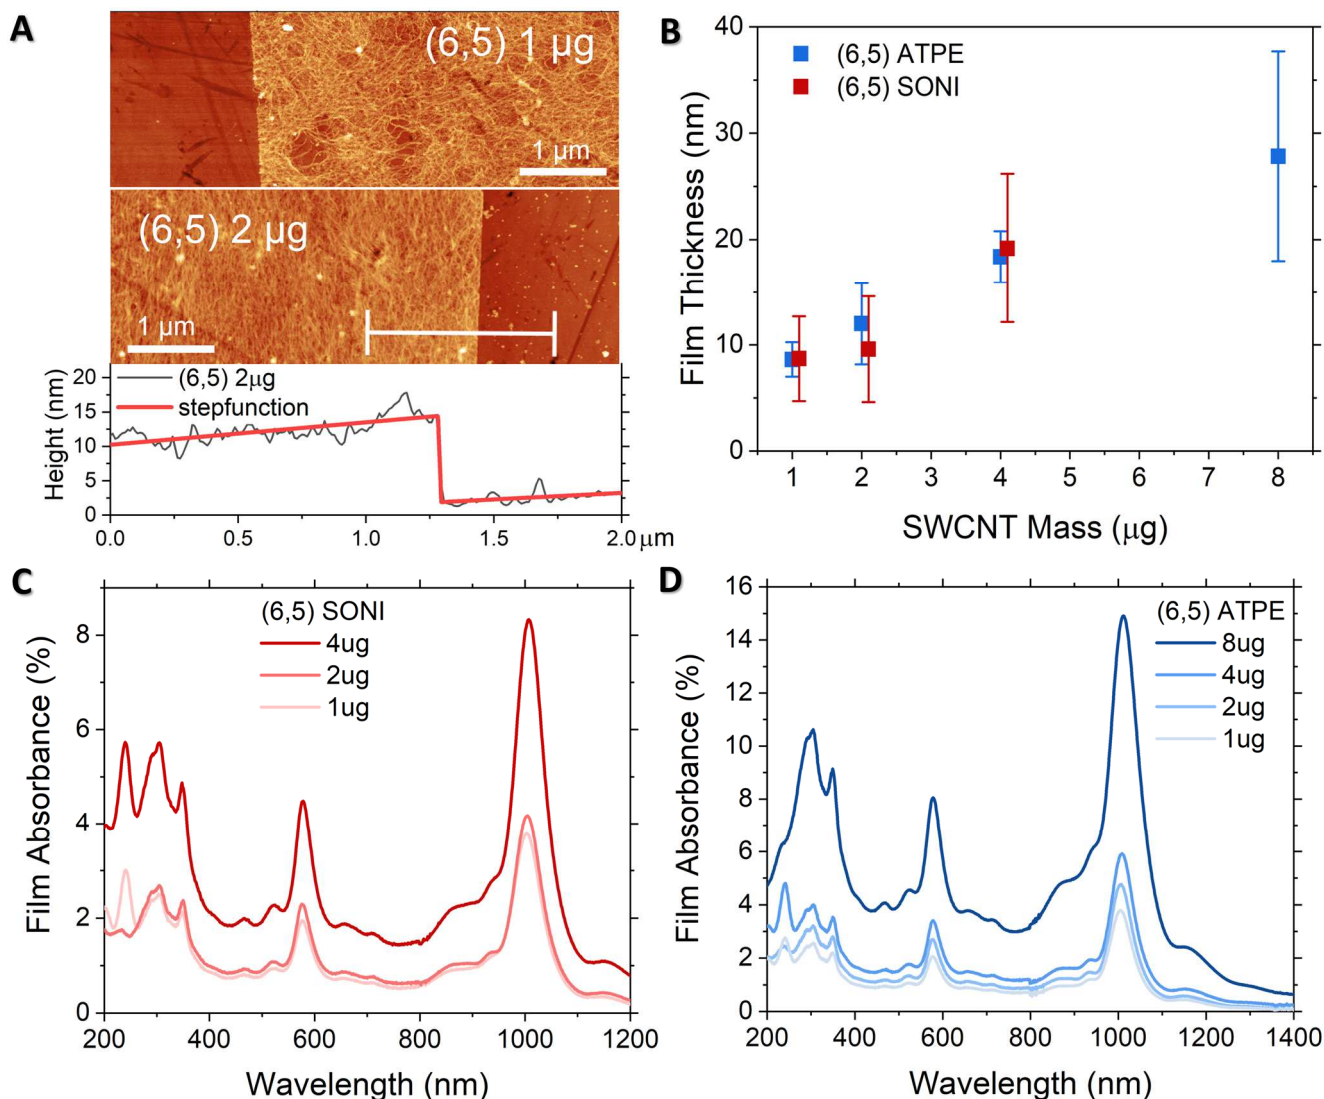 A
(6,5) 1 µg
1 µm
(6,5) 2 µg
1 µm
Height (nm)
20
15
10
5
0
(6,5) 2µg
stepfunction
0.0 0.5 1.0 1.5 2.0 µm
B
Film Thickness (nm)
40
30
20
10
0
(6,5) ATPE
(6,5) SONI
1 2 3 4 5 6 7 8
SWCNT Mass (µg)
C
Film Absorbance (%)
8
6
4
2
0
(6,5) SONI
4ug
2ug
1ug
200 400 600 800 1000 1200
Wavelength (nm)
D
Film Absorbance (%)
16
14
12
10
8
6
4
2
0
(6,5) ATPE
8ug
4ug
2ug
1ug
200 400 600 800 1000 1200 1400
Wavelength (nm)